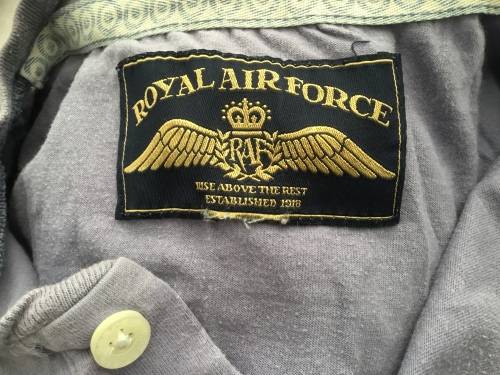 ROYAL AIR FORCE
RAF
RISE ABOVE THE REST
ESTABLISHED 1918